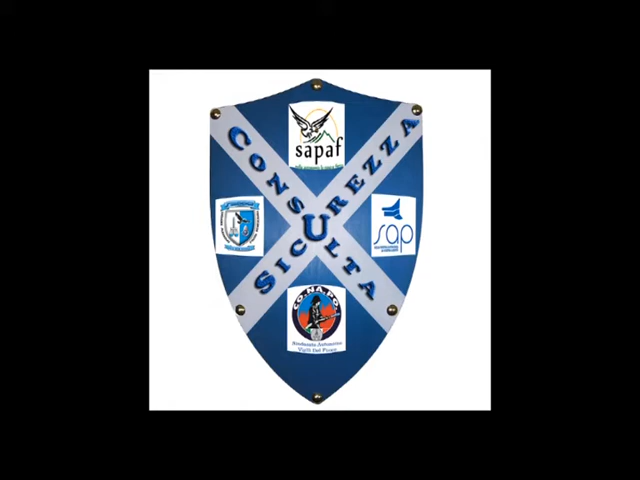 CONSULTA
SICUREZZA
sapaf
sap
CO.NA.PO.
Sindacato Autonomo
Vigili Del Fuoco